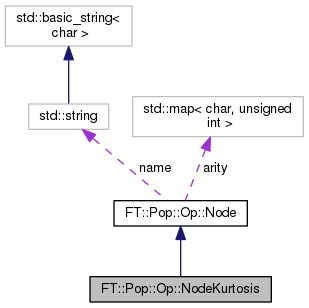 std::basic_string<
char >
std::string
std::map< char, unsigned
int >
name
arity
FT::Pop::Op::Node
FT::Pop::Op::NodeKurtosis